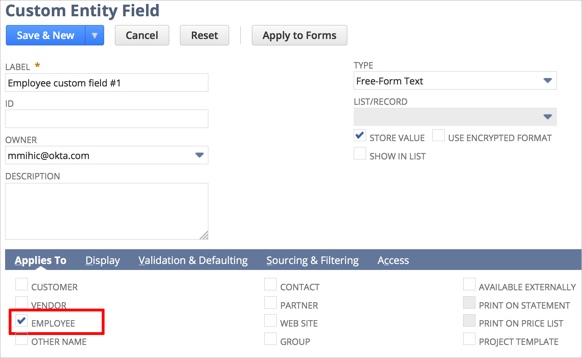 Custom Entity Field
Save & New Cancel Reset Apply to Forms
LABEL *
Employee custom field #1
ID
OWNER
mmihic@okta.com
DESCRIPTION
TYPE
Free-Form Text
LIST/RECORD
STORE VALUE USE ENCRYPTED FORMAT
SHOW IN LIST
Applies To Display Validation & Defaulting Sourcing & Filtering Access
CUSTOMER CONTACT AVAILABLE EXTERNALLY
VENDOR PARTNER PRINT ON STATEMENT
EMPLOYEE WEB SITE PRINT ON PRICE LIST
OTHER NAME GROUP PROJECT TEMPLATE